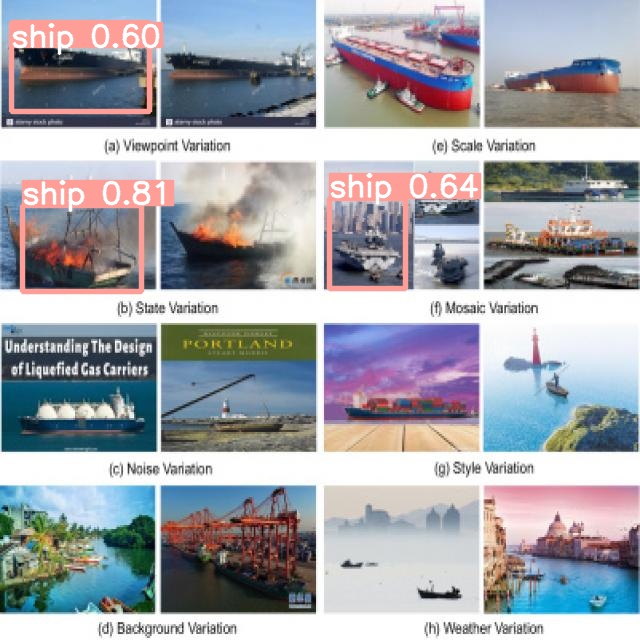 ship 0.60
alamy stock photo
alamy stock photo
(a) Viewpoint Variation
(e) Scale Variation
ship 0.81
ship 0.64
(b) State Variation
(f) Mosaic Variation
Understanding The Design
of Liquefied Gas Carriers
PORTLAND
(c) Noise Variation
(g) Style Variation
(d) Background Variation
(h) Weather Variation